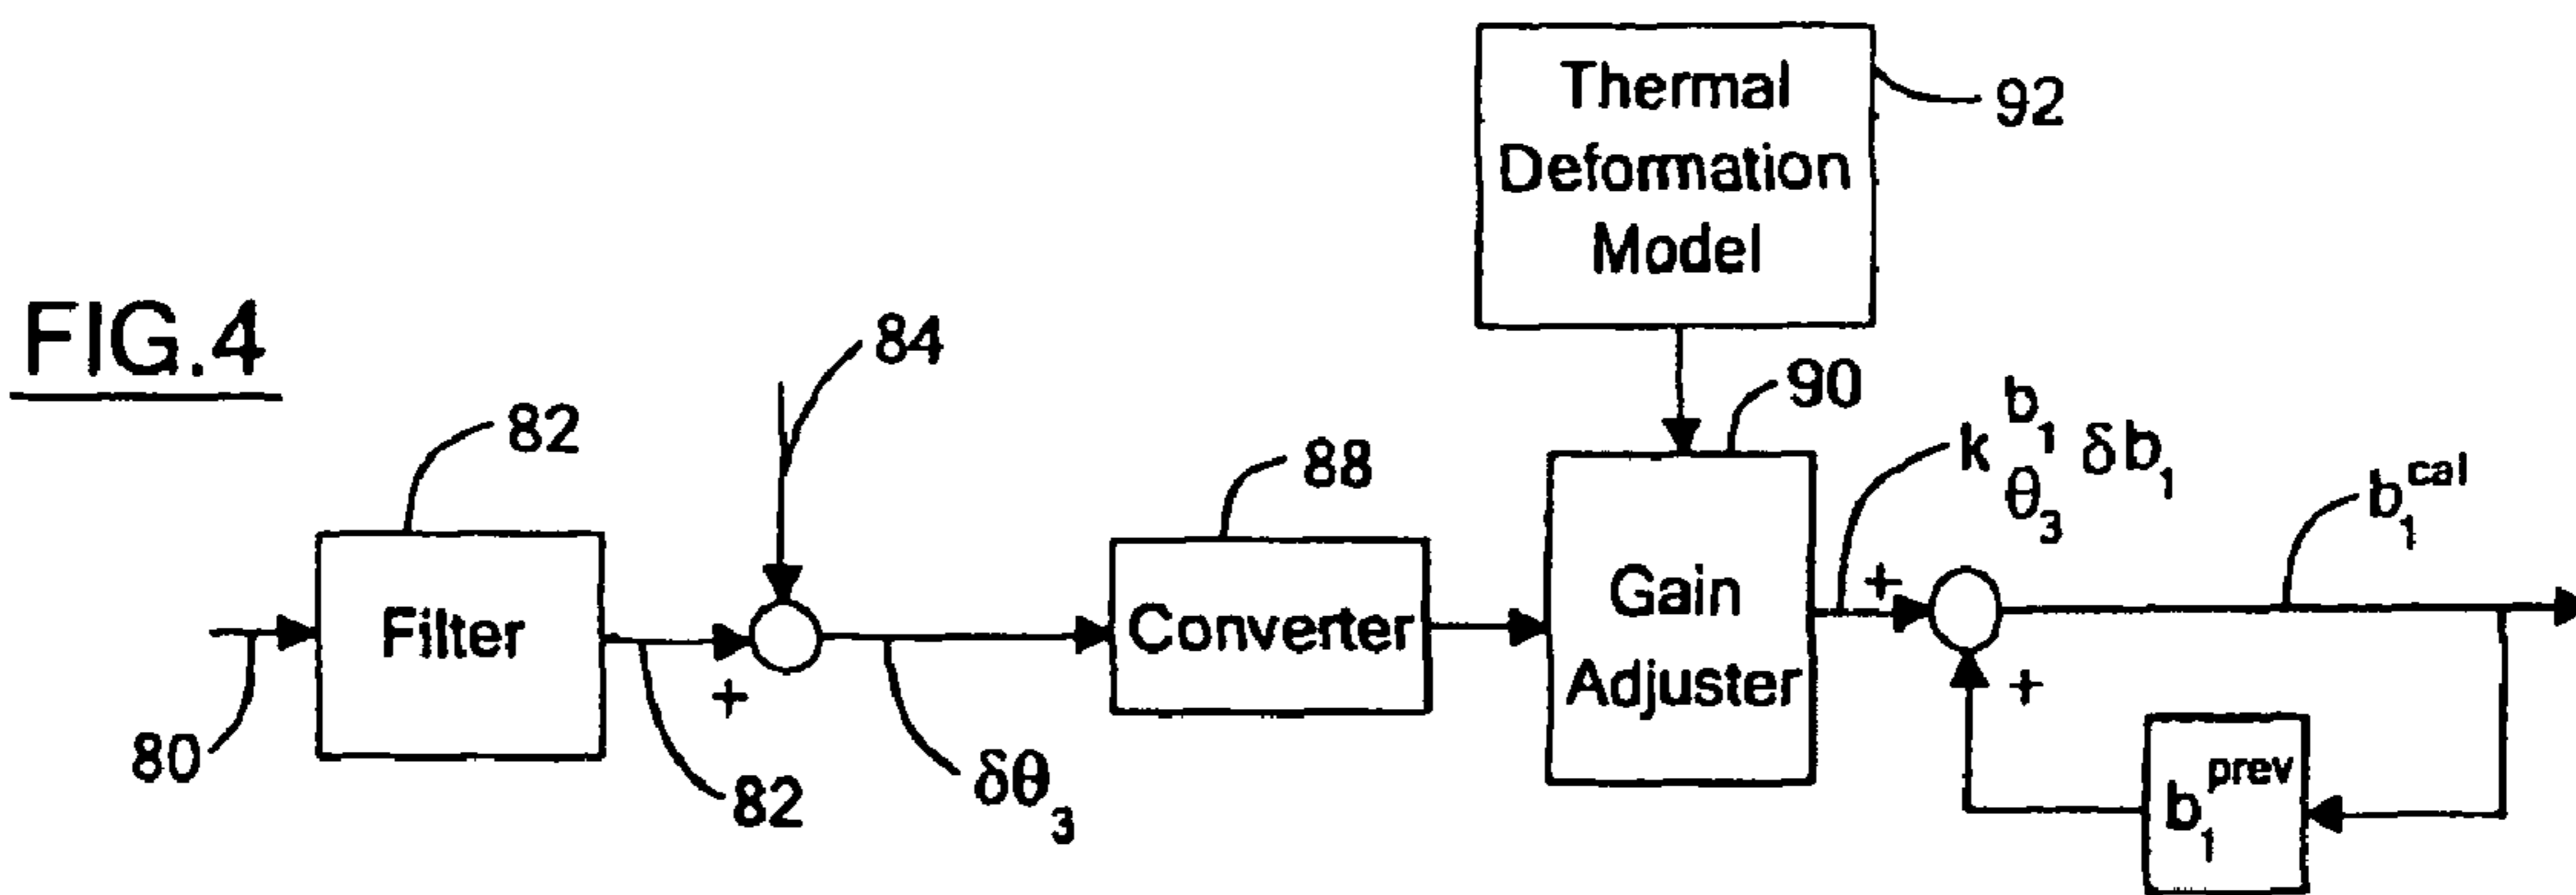 FIG.4
Thermal
Deformation
Model
92
84
82
Filter
80
82
+
δθ₃
88
Converter
90
Gain
Adjuster
k b₁ θ₃ δb₁
+
+
b₁^cal
b₁^prev